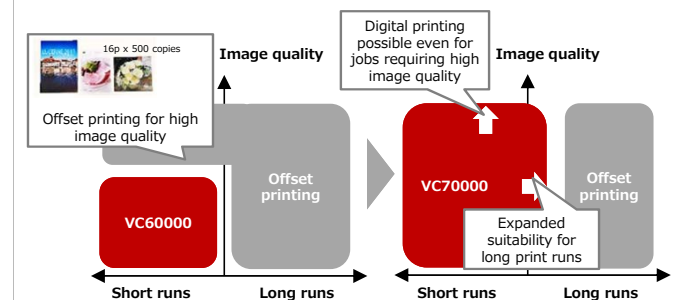 16p x 500 copies
Offset printing for high
image quality
Image quality
Offset
printing
VC60000
Short runs
Long runs
Digital printing
possible even for
jobs requiring high
image quality
Image quality
VC70000
Offset
printing
Expanded
suitability for
long print runs
Short runs
Long runs